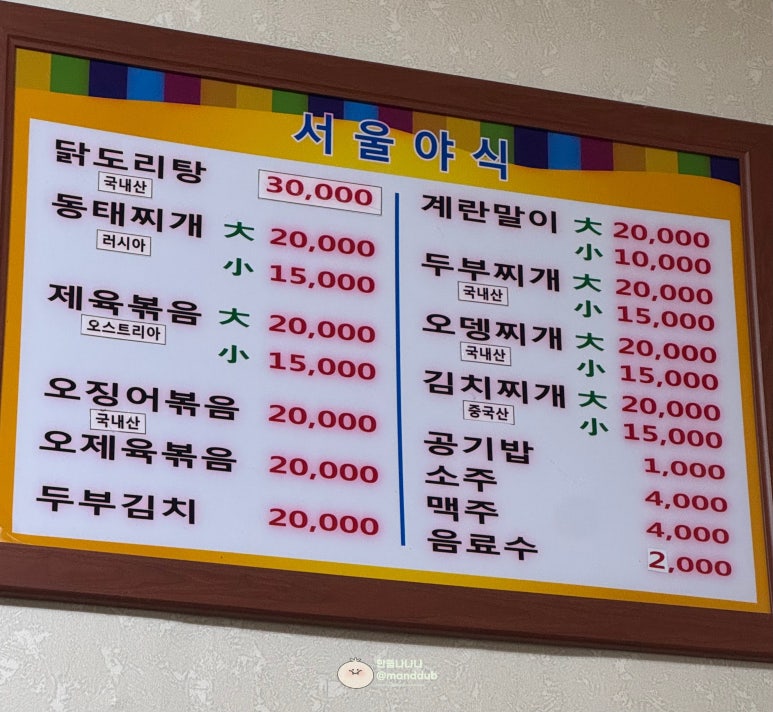 서울야식
닭도리탕 30,000
국내산
동태찌개 大 20,000
러시아 小 15,000
제육볶음 大 20,000
오스트리아 小 15,000
오징어볶음 20,000
국내산
오제육볶음 20,000
두부김치 20,000
계란말이 大 20,000
小 10,000
두부찌개 大 20,000
국내산 小 15,000
오뎅찌개 大 20,000
국내산 小 15,000
김치찌개 大 20,000
중국산 小 15,000
공기밥 1,000
소주 4,000
맥주 4,000
음료수 2,000
@manddub